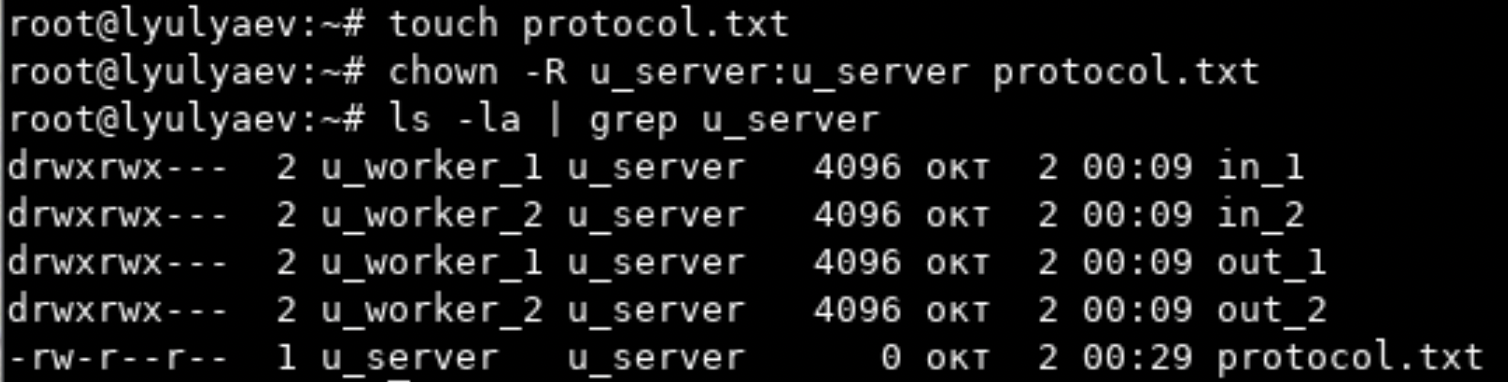 root@lyulyaev:~# touch protocol.txt
root@lyulyaev:~# chown -R u_server:u_server protocol.txt
root@lyulyaev:~# ls -la | grep u_server
drwxrwx---  2 u_worker_1 u_server   4096 окт  2 00:09 in_1
drwxrwx---  2 u_worker_2 u_server   4096 окт  2 00:09 in_2
drwxrwx---  2 u_worker_1 u_server   4096 окт  2 00:09 out_1
drwxrwx---  2 u_worker_2 u_server   4096 окт  2 00:09 out_2
-rw-r--r--  1 u_server   u_server      0 окт  2 00:29 protocol.txt